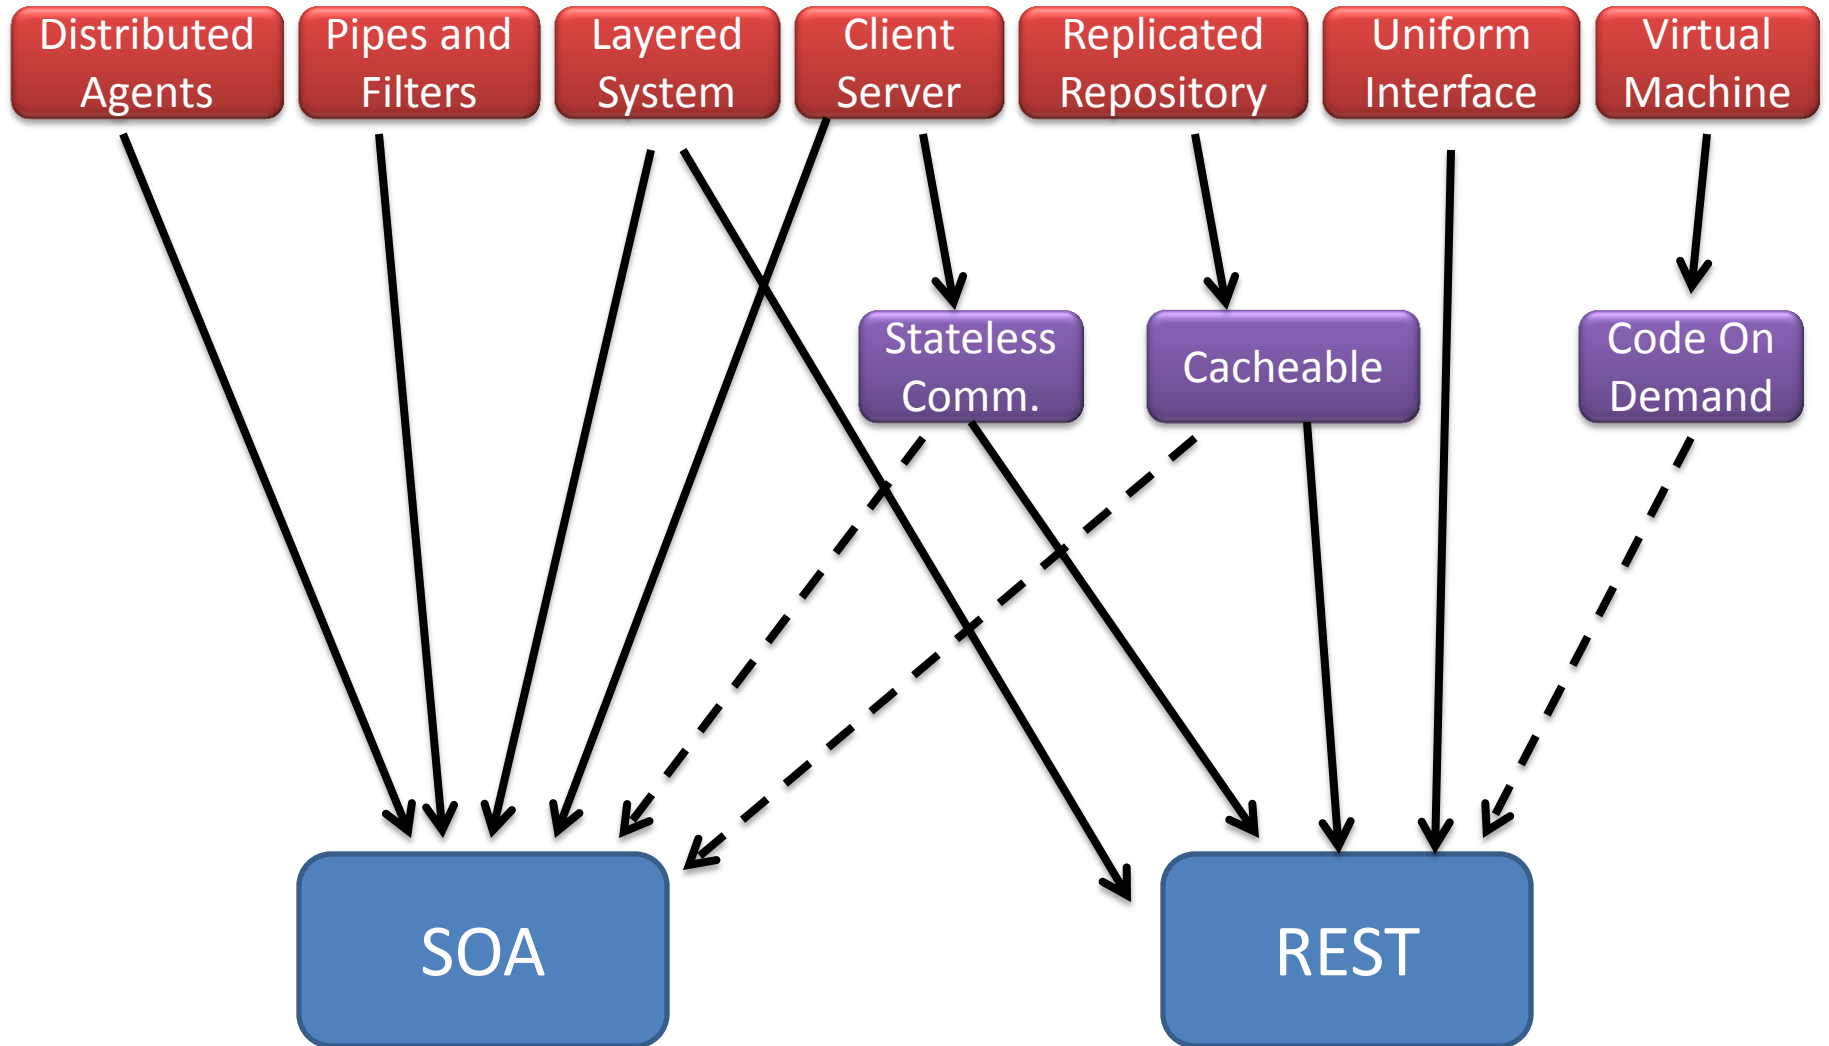 Distributed
Agents
Pipes and
Filters
Layered
System
Client
Server
Replicated
Repository
Uniform
Interface
Virtual
Machine
Stateless
Comm.
Cacheable
Code On
Demand
SOA
REST